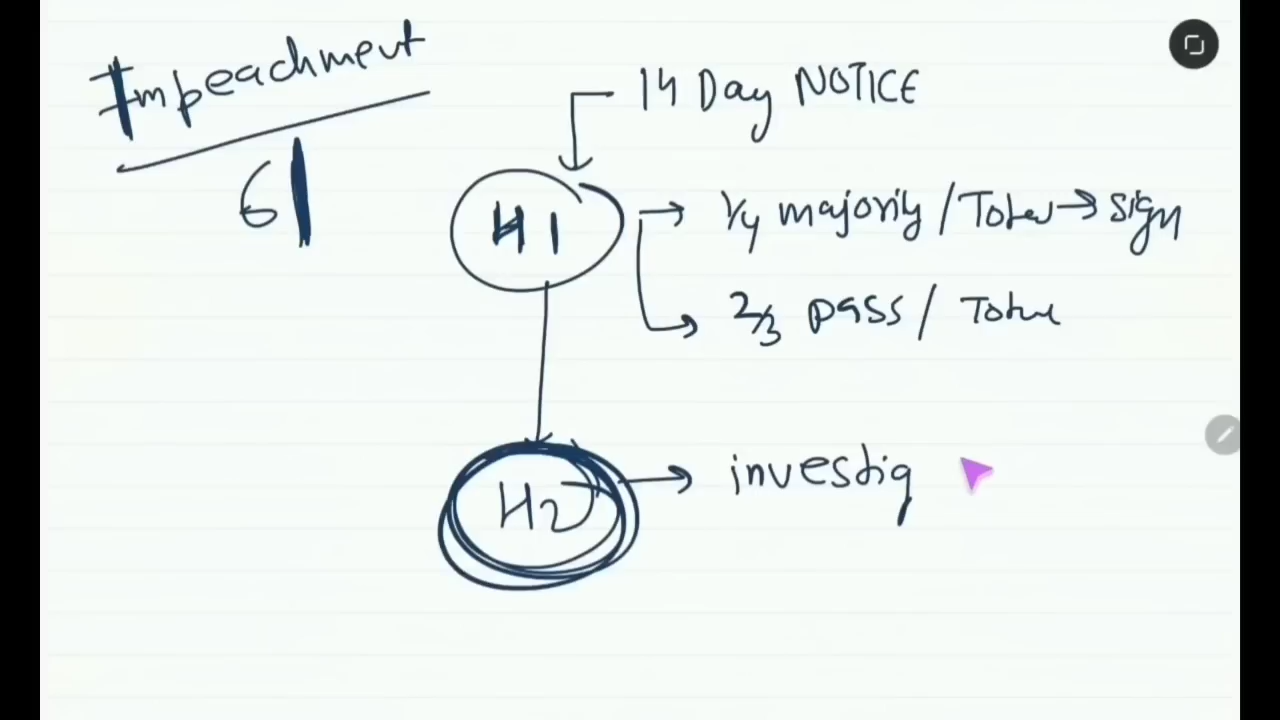 Impeachment
61
14 Day NOTICE
H1
1/4 majority / Total → sign
2/3 pass / Total
H2
investig